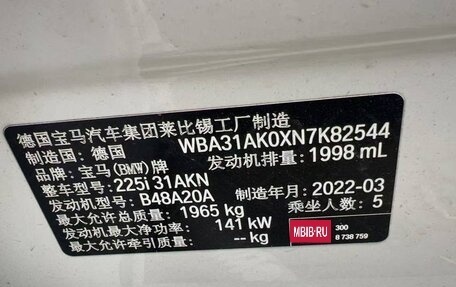 德国宝马汽车集团莱比锡工厂制造
制造国：德国 WBA31AK0XN7K82544
品牌：宝马(BMW)牌 发动机排量：1998 mL
整车型号：225i 31AKN
发动机型号：B48A20A 制造年月：2022-03
最大允许总质量：1965 kg 乘坐人数：5
发动机最大净功率：141 kW
最大允许牵引质量：-- kg
MBIB.RU
300
8 738 759